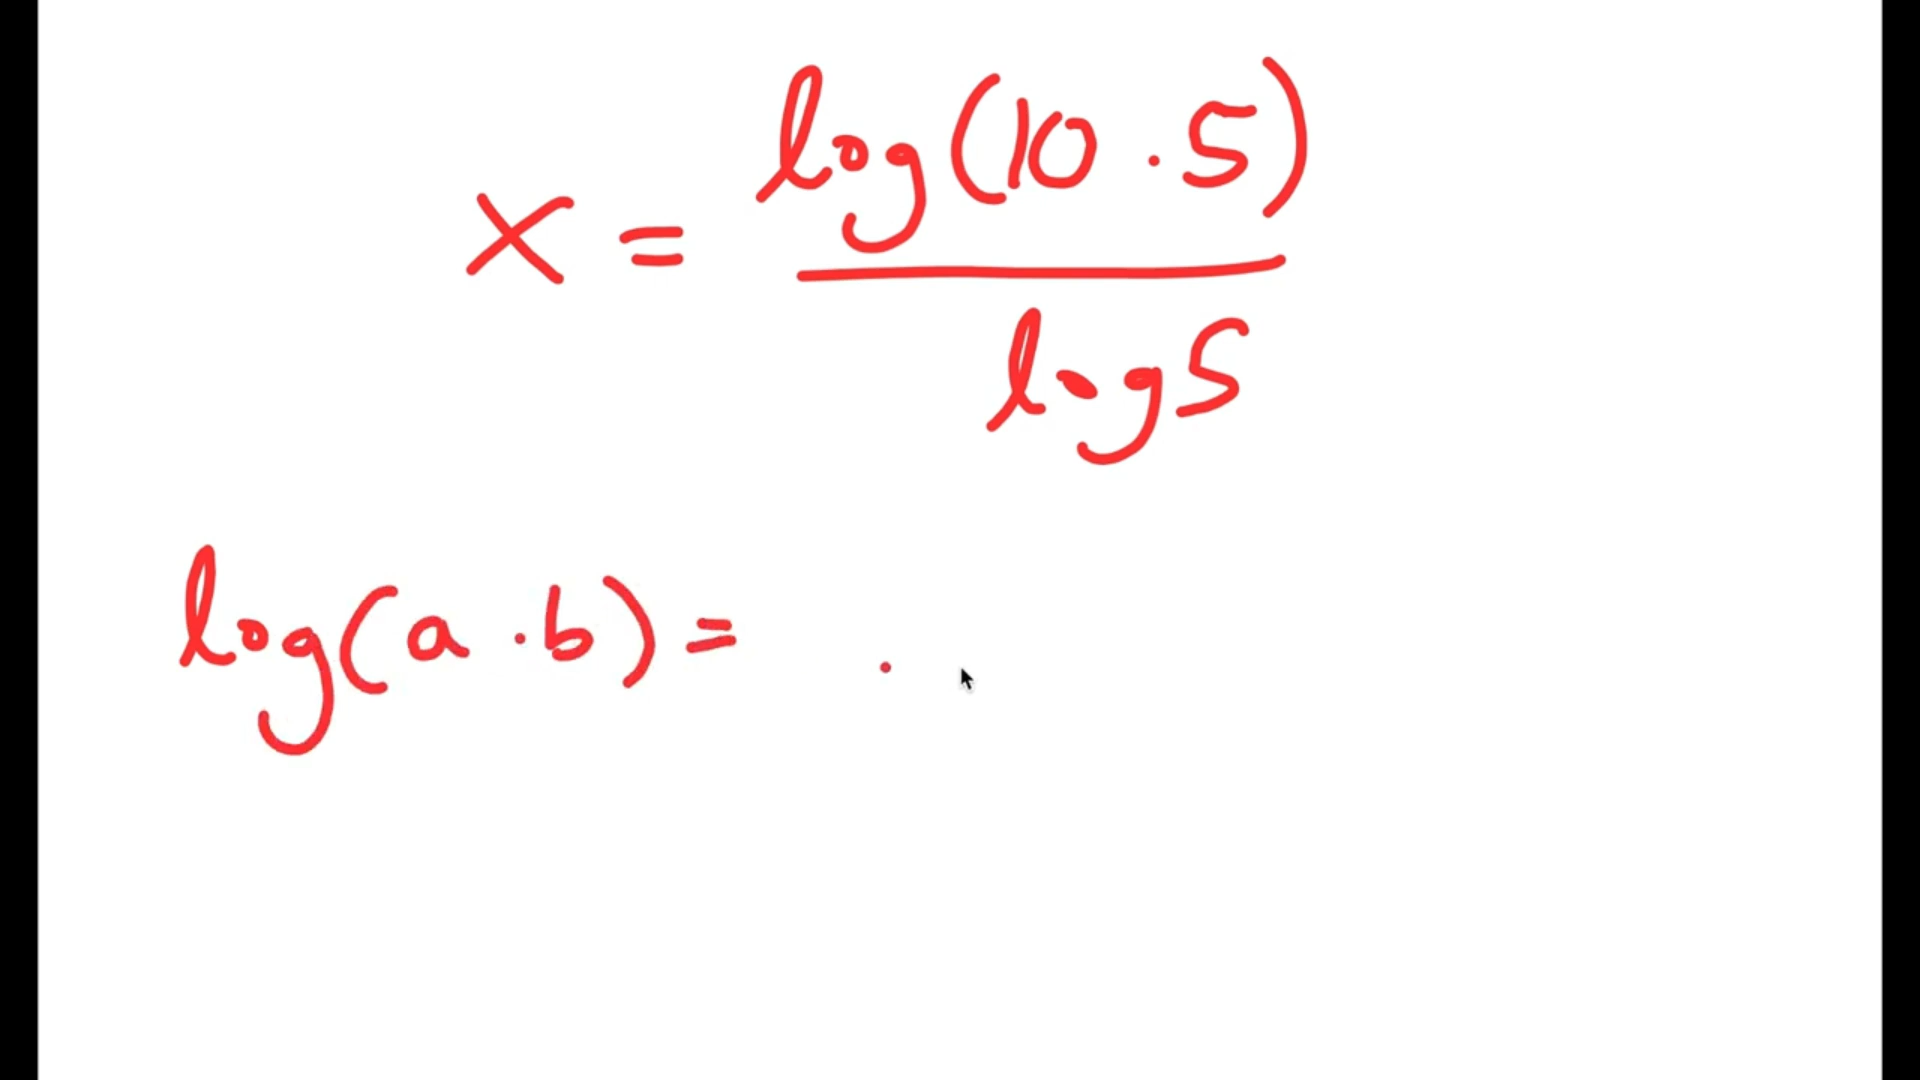 x = log(10 · 5)
log 5
log(a · b) =